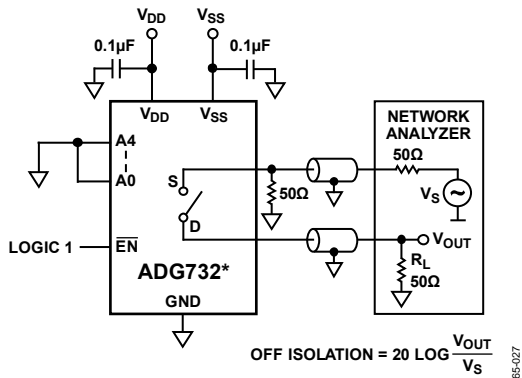 VDD
VSS
0.1µF
0.1µF
VDD
VSS
A4
A0
S
D
LOGIC 1
EN
ADG732*
GND
50Ω
NETWORK
ANALYZER
50Ω
VS
VOUT
RL
50Ω
OFF ISOLATION = 20 LOG VOUT
VS
65-027